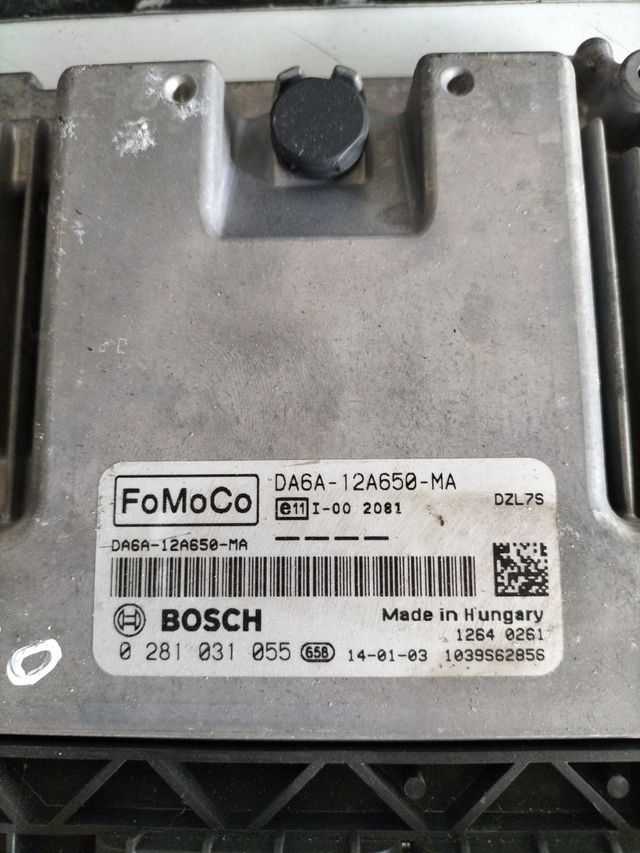 FoMoCo
DA6A-12A650-MA
e11 I-00 2081
DZL7S
DA6A-12A650-MA
BOSCH
Made in Hungary
1264 0261
0 281 031 055 658 14-01-03 1039S62856